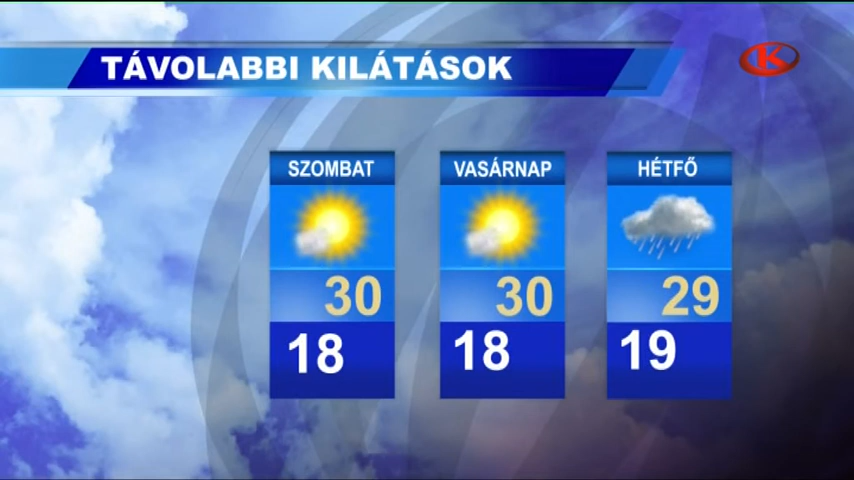 TÁVOLABBI KILÁTÁSOK
K
SZOMBAT
30
18
VASÁRNAP
30
18
HÉTFŐ
29
19